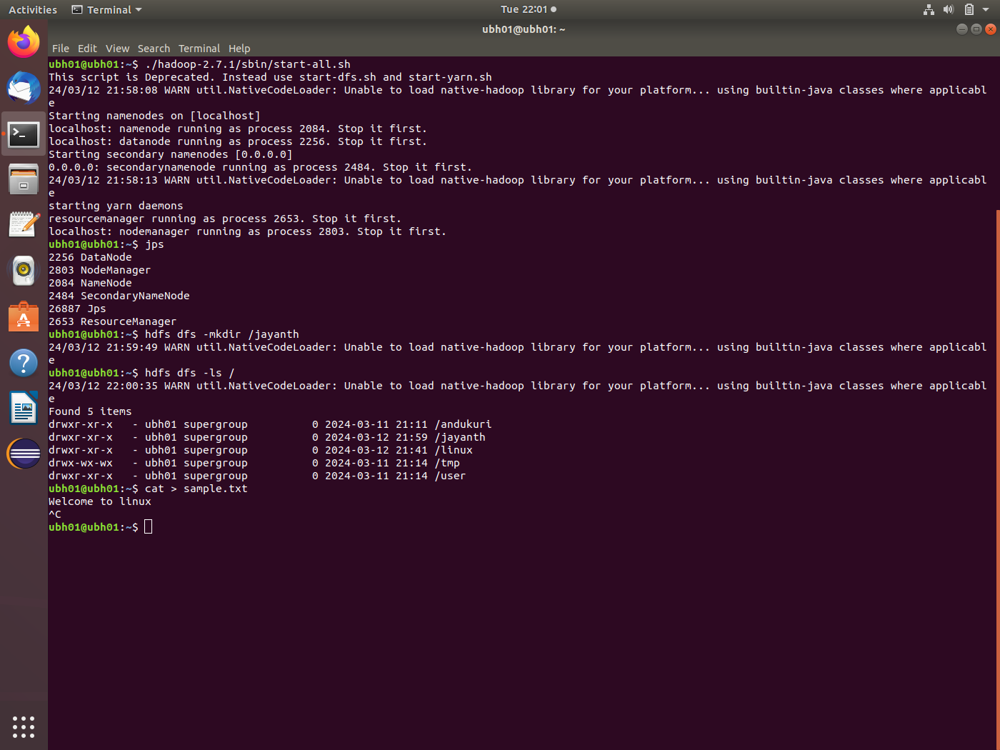 Activities Terminal Tue 22:01
ubh01@ubh01: ~
File Edit View Search Terminal Help
ubh01@ubh01:~$ ./hadoop-2.7.1/sbin/start-all.sh
This script is Deprecated. Instead use start-dfs.sh and start-yarn.sh
24/03/12 21:58:08 WARN util.NativeCodeLoader: Unable to load native-hadoop library for your platform... using builtin-java classes where applicabl
e
Starting namenodes on [localhost]
localhost: namenode running as process 2084. Stop it first.
localhost: datanode running as process 2256. Stop it first.
Starting secondary namenodes [0.0.0.0]
0.0.0.0: secondarynamenode running as process 2484. Stop it first.
24/03/12 21:58:13 WARN util.NativeCodeLoader: Unable to load native-hadoop library for your platform... using builtin-java classes where applicabl
e
starting yarn daemons
resourcemanager running as process 2653. Stop it first.
localhost: nodemanager running as process 2803. Stop it first.
ubh01@ubh01:~$ jps
2256 DataNode
2803 NodeManager
2084 NameNode
2484 SecondaryNameNode
26887 Jps
2653 ResourceManager
ubh01@ubh01:~$ hdfs dfs -mkdir /jayanth
24/03/12 21:59:49 WARN util.NativeCodeLoader: Unable to load native-hadoop library for your platform... using builtin-java classes where applicabl
e
ubh01@ubh01:~$ hdfs dfs -ls /
24/03/12 22:00:35 WARN util.NativeCodeLoader: Unable to load native-hadoop library for your platform... using builtin-java classes where applicabl
e
Found 5 items
drwxr-xr-x   - ubh01 supergroup          0 2024-03-11 21:11 /andukuri
drwxr-xr-x   - ubh01 supergroup          0 2024-03-12 21:59 /jayanth
drwxr-xr-x   - ubh01 supergroup          0 2024-03-12 21:41 /linux
drwx-wx-wx   - ubh01 supergroup          0 2024-03-11 21:14 /tmp
drwxr-xr-x   - ubh01 supergroup          0 2024-03-11 21:14 /user
ubh01@ubh01:~$ cat > sample.txt
Welcome to linux
^C
ubh01@ubh01:~$